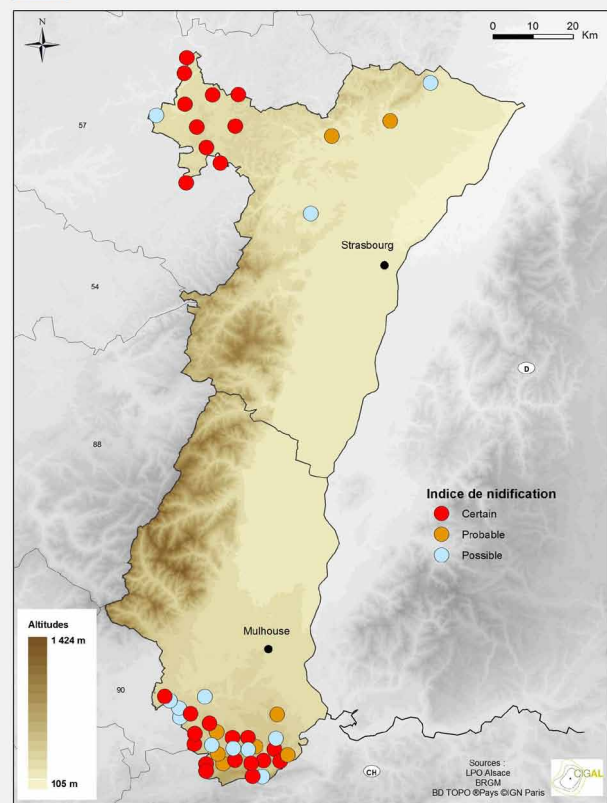 N
0 10 20
Km
57
Strasbourg
54
D
88
Indice de nidification
Certain
Probable
Possible
Altitudes
1 424 m
Mulhouse
90
105 m
CH
Sources :
LPO Alsace
BRGM
BD TOPO ®Pays ©IGN Paris
CIGAL